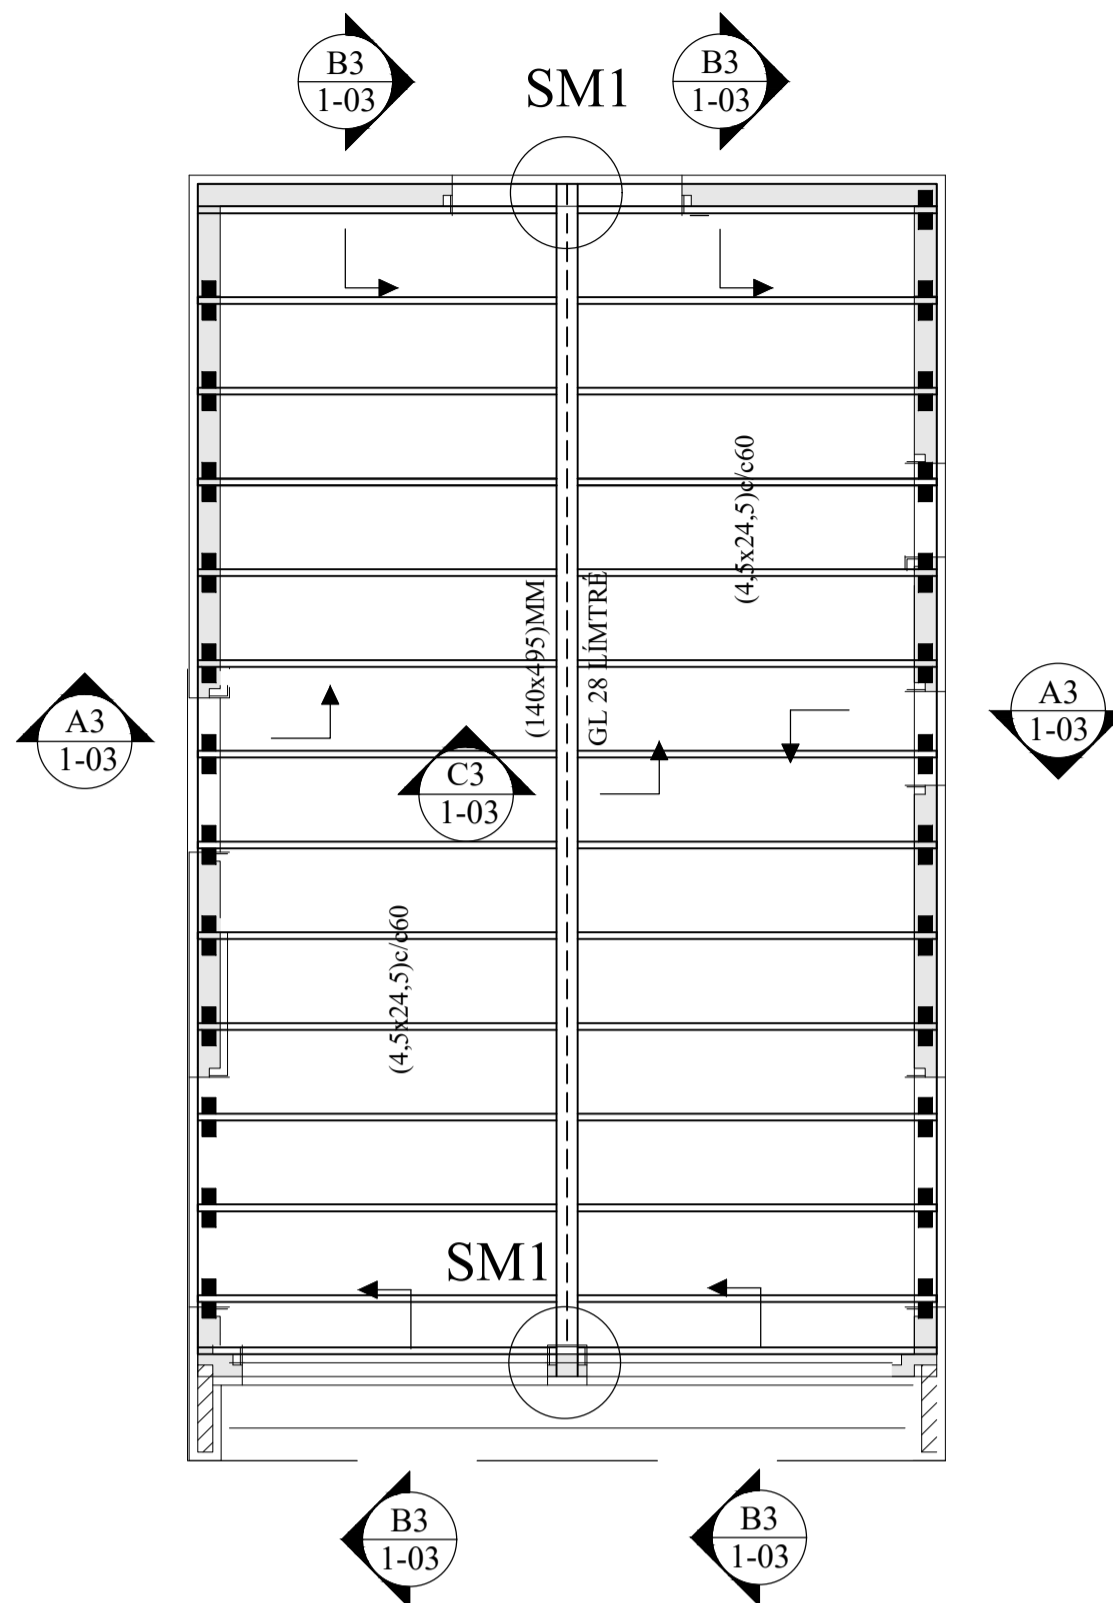 B3
1-03
SM1
B3
1-03
(4,5x24,5)c/c60
(140x495)MM
GL 28 LÍMTRÉ
A3
1-03
A3
1-03
C3
1-03
(4,5x24,5)c/c60
SM1
B3
1-03
B3
1-03